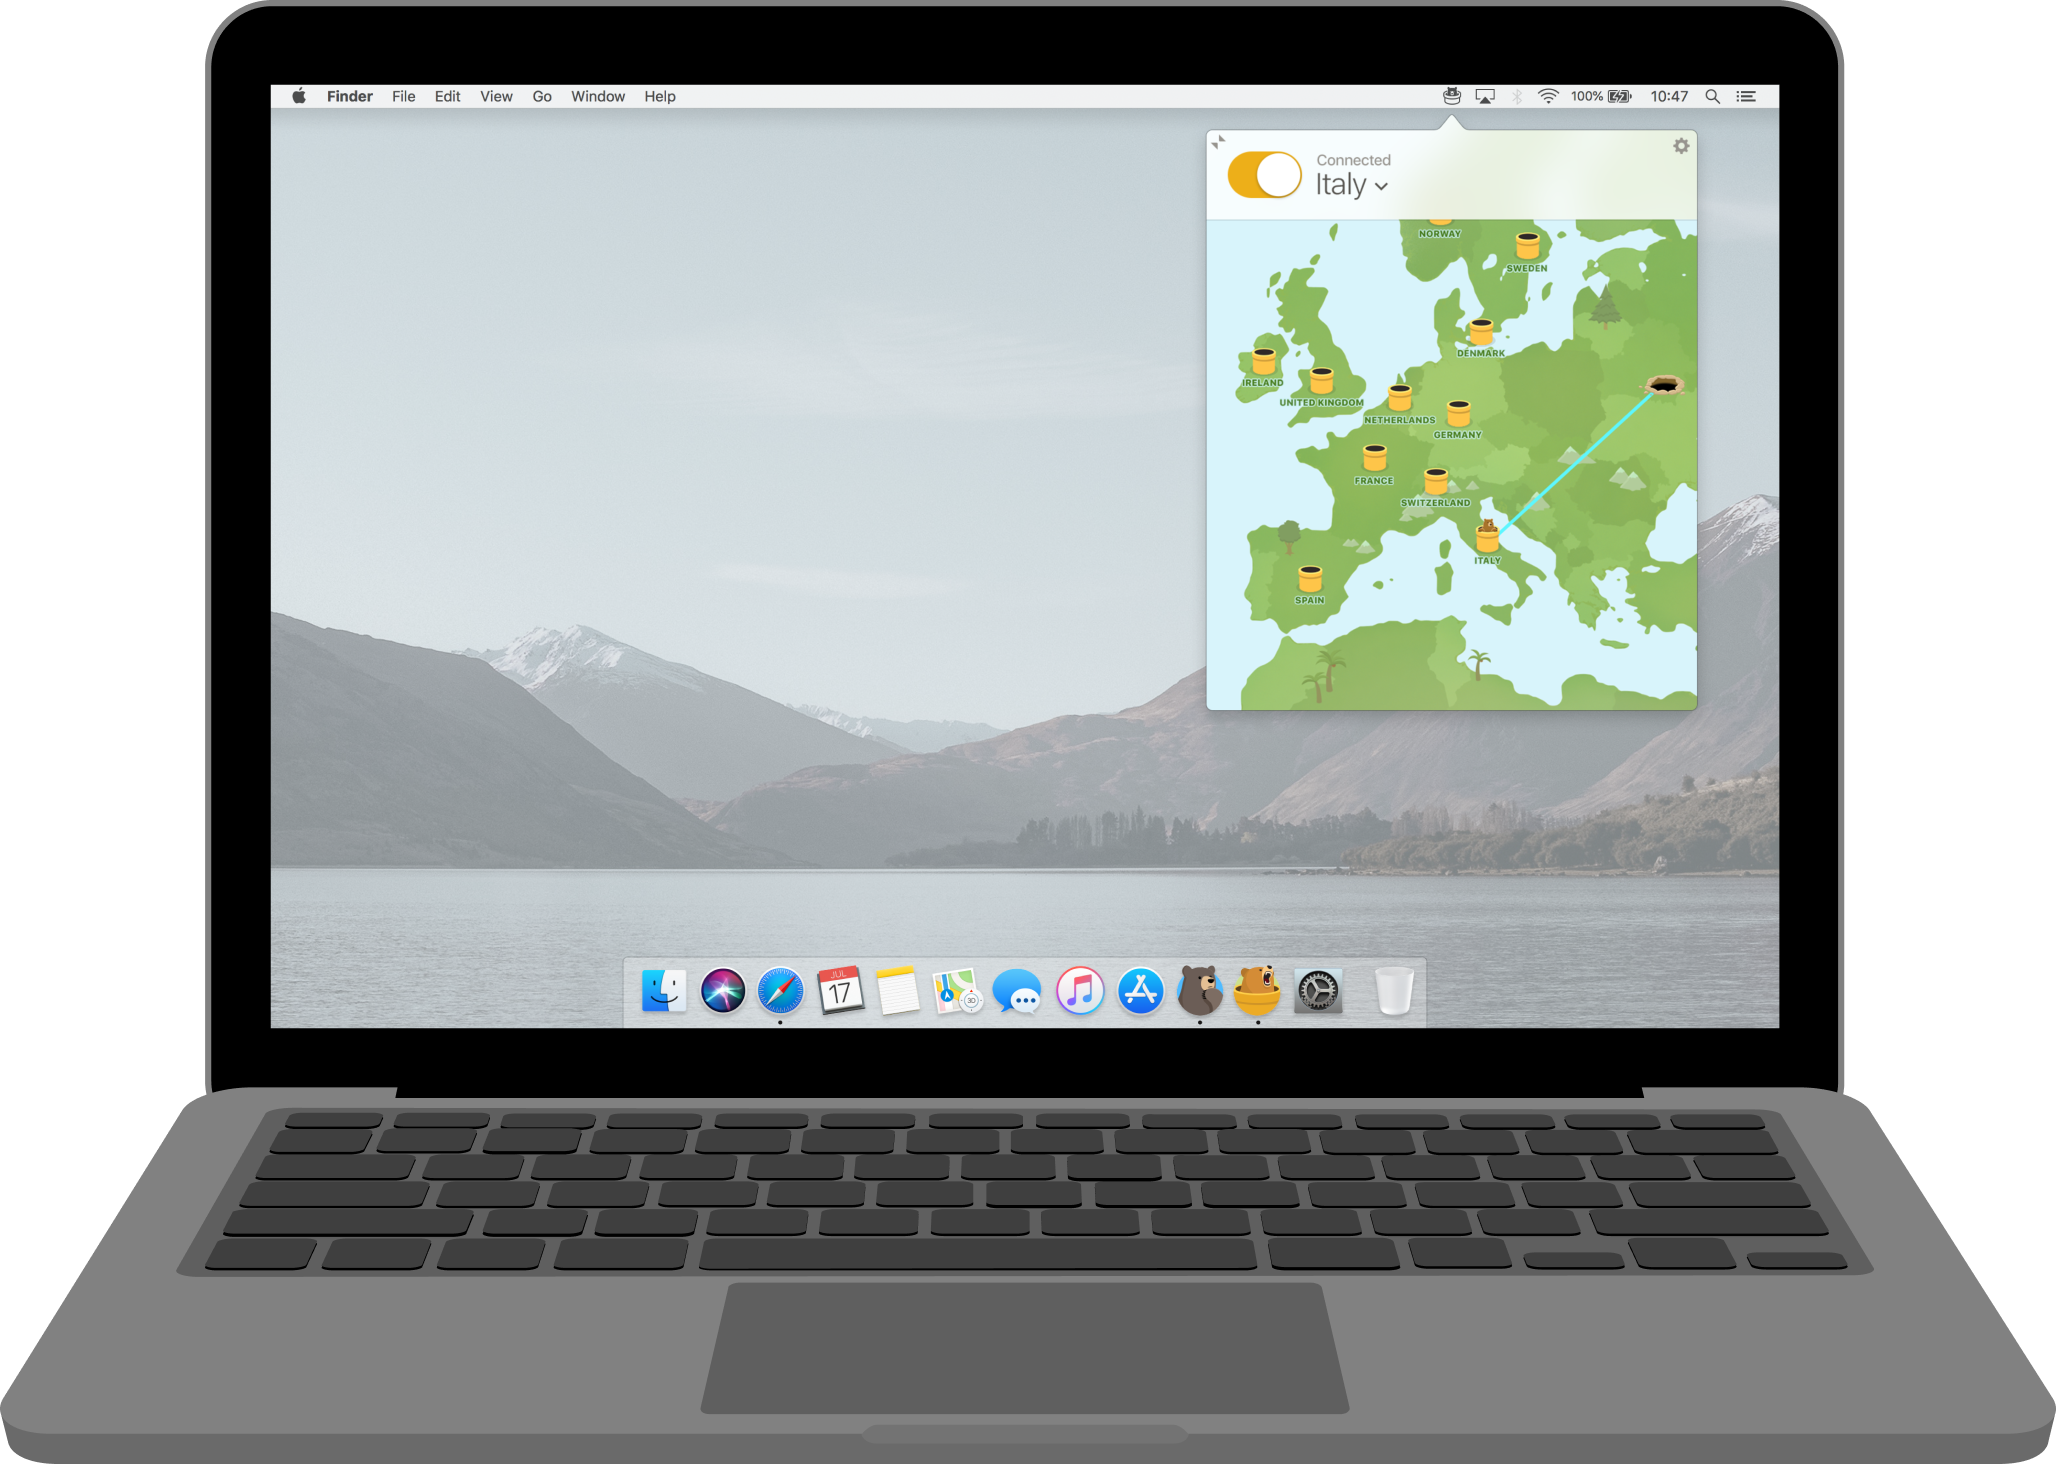 Finder File Edit View Go Window Help 100% 10:47
Connected
Italy
NORWAY
SWEDEN
DENMARK
IRELAND
UNITED KINGDOM
NETHERLANDS
GERMANY
FRANCE
SWITZERLAND
ITALY
SPAIN
JUL
17
3D